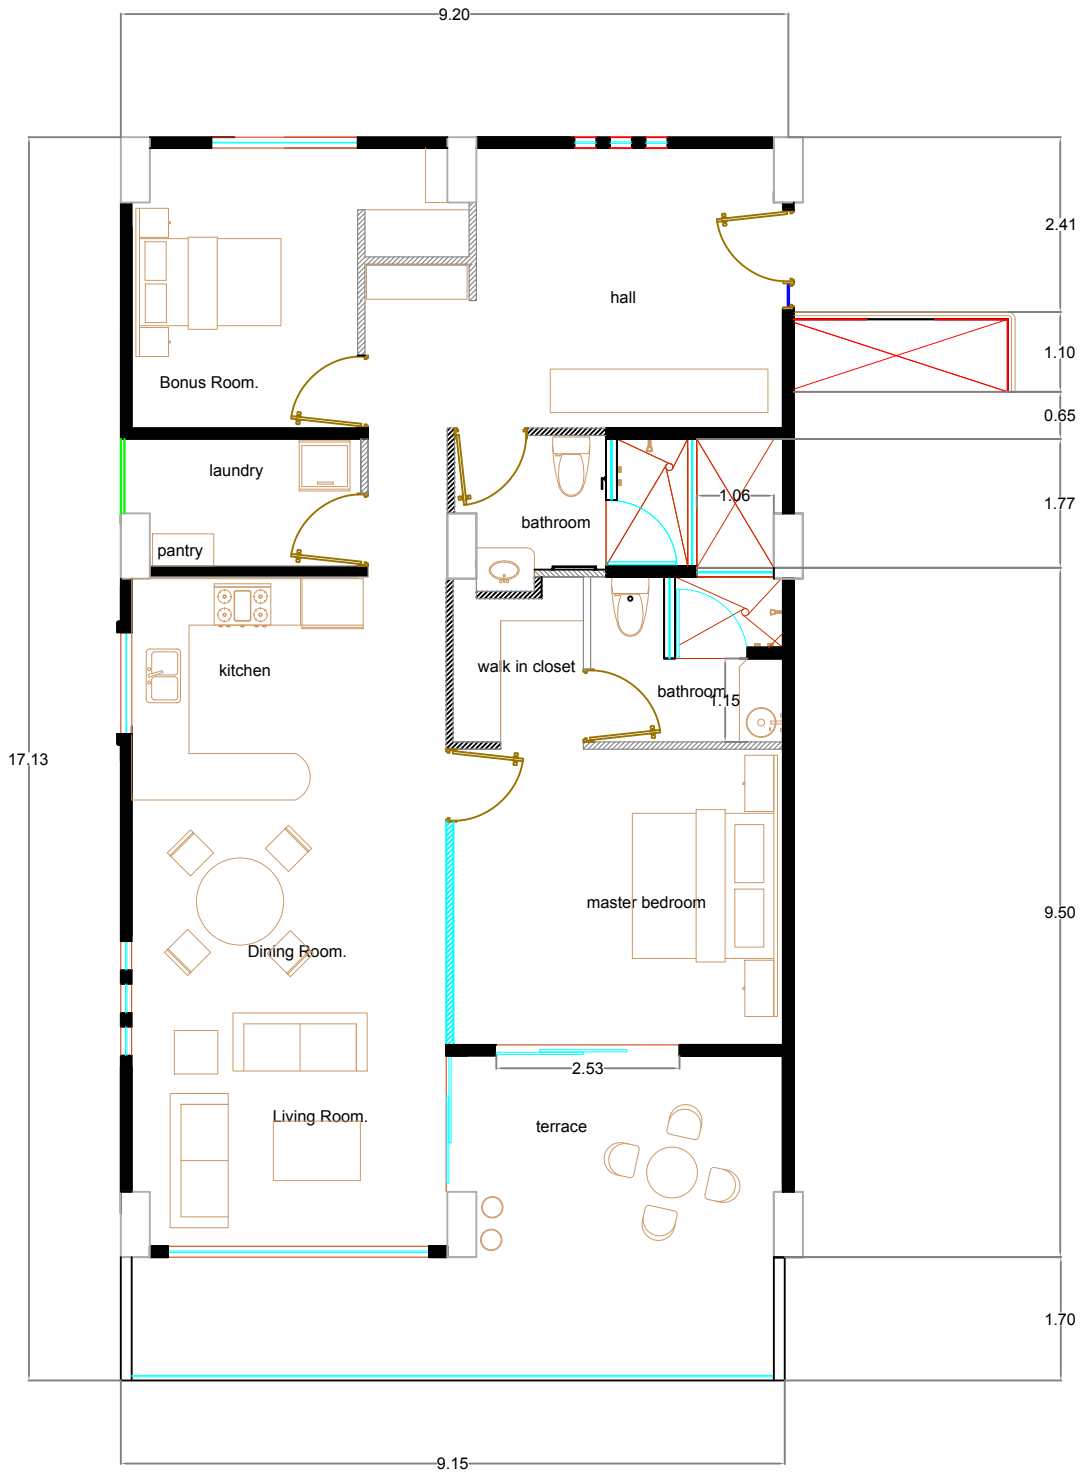 9.20
2.41
hall
1.10
Bonus Room.
0.65
laundry
1.06
1.77
bathroom
pantry
walk in closet
kitchen
bathroom
1.15
17.13
master bedroom
9.50
Dining Room.
2.53
Living Room.
terrace
1.70
9.15